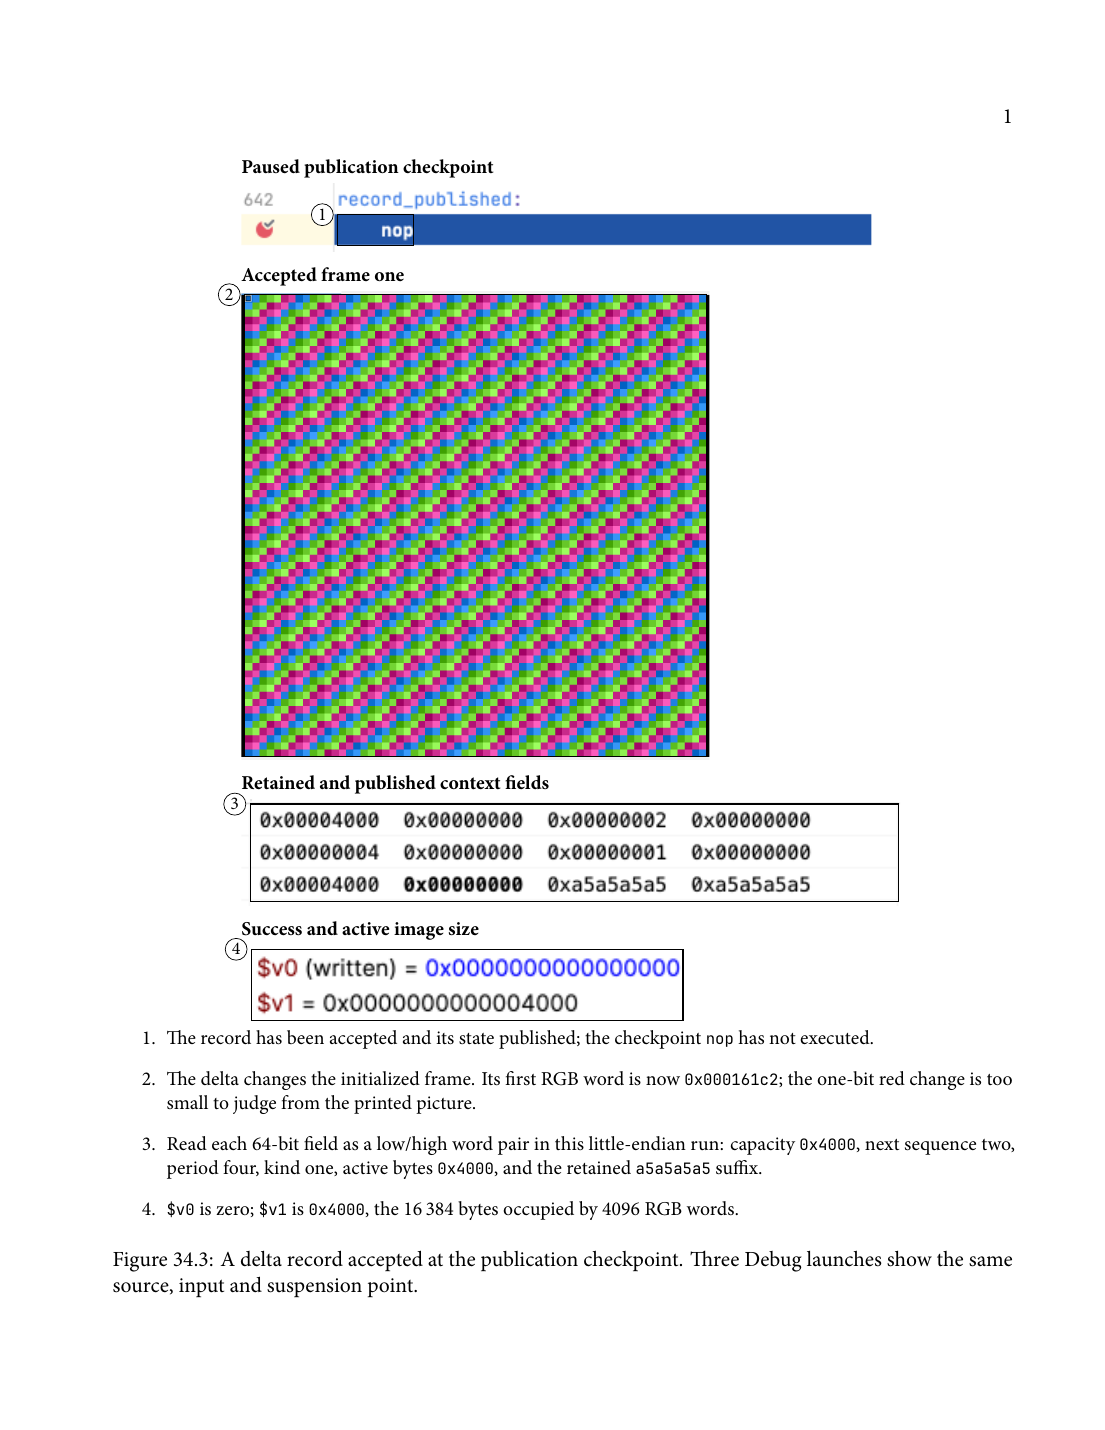 1
Paused publication checkpoint
642 record_published:
1 nop
Accepted frame one
2
Retained and published context fields
3
0x00004000 0x00000000 0x00000002 0x00000000
0x00000004 0x00000000 0x00000001 0x00000000
0x00004000 0x00000000 0xa5a5a5a5 0xa5a5a5a5
Success and active image size
4
$v0 (written) = 0x0000000000000000
$v1 = 0x0000000000004000
1. The record has been accepted and its state published; the checkpoint nop has not executed.
2. The delta changes the initialized frame. Its first RGB word is now 0x000161c2; the one-bit red change is too
small to judge from the printed picture.
3. Read each 64-bit field as a low/high word pair in this little-endian run: capacity 0x4000, next sequence two,
period four, kind one, active bytes 0x4000, and the retained a5a5a5a5 suffix.
4. $v0 is zero; $v1 is 0x4000, the 16 384 bytes occupied by 4096 RGB words.
Figure 34.3: A delta record accepted at the publication checkpoint. Three Debug launches show the same
source, input and suspension point.